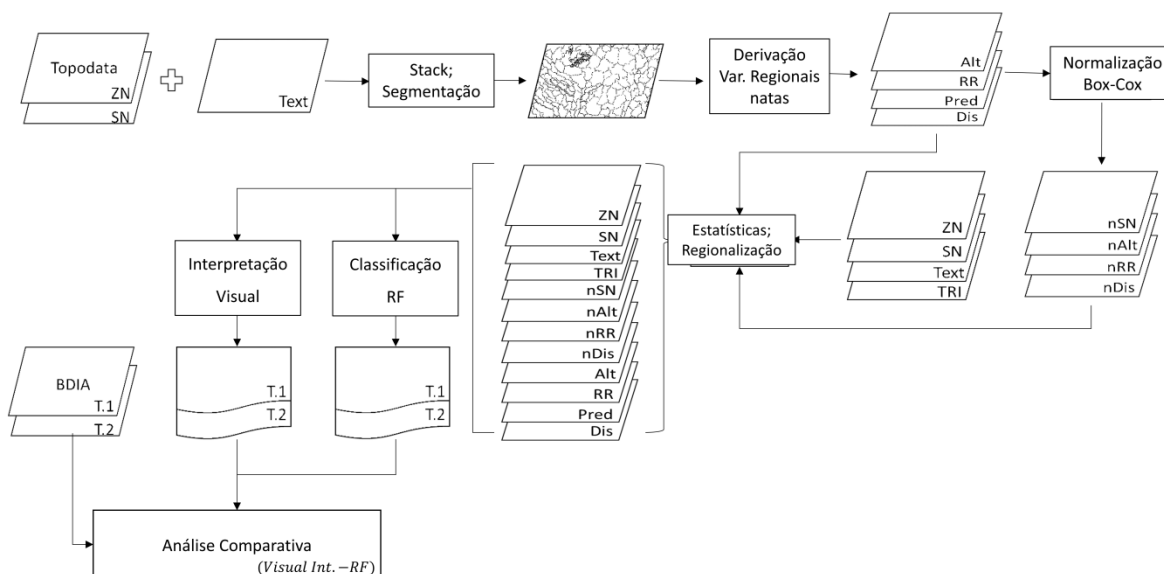 Topodata
ZN
SN
Text
Stack;
Segmentação
Derivação
Var. Regionais
natas
Alt
RR
Pred
Dis
Normalização
Box-Cox
nSN
nAlt
nRR
nDis
ZN
SN
Text
TRI
Estatísticas;
Regionalização
ZN
SN
Text
TRI
nSN
nAlt
nRR
nDis
Alt
RR
Pred
Dis
Interpretação
Visual
Classificação
RF
T.1
T.2
T.1
T.2
BDIA
T.1
T.2
Análise Comparativa
(Visual Int.−RF)